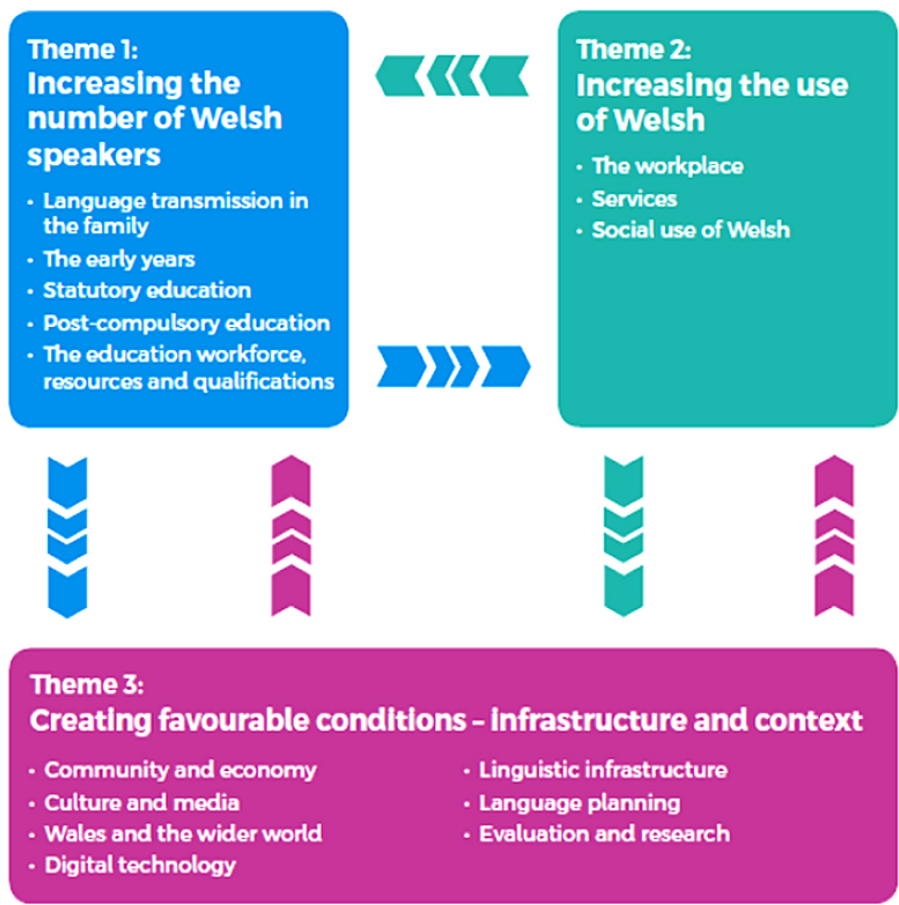 Theme 1:
Increasing the
number of Welsh
speakers
• Language transmission in
the family
• The early years
• Statutory education
• Post-compulsory education
• The education workforce,
resources and qualifications
Theme 2:
Increasing the use
of Welsh
• The workplace
• Services
• Social use of Welsh
Theme 3:
Creating favourable conditions – infrastructure and context
• Community and economy
• Culture and media
• Wales and the wider world
• Digital technology
• Linguistic infrastructure
• Language planning
• Evaluation and research